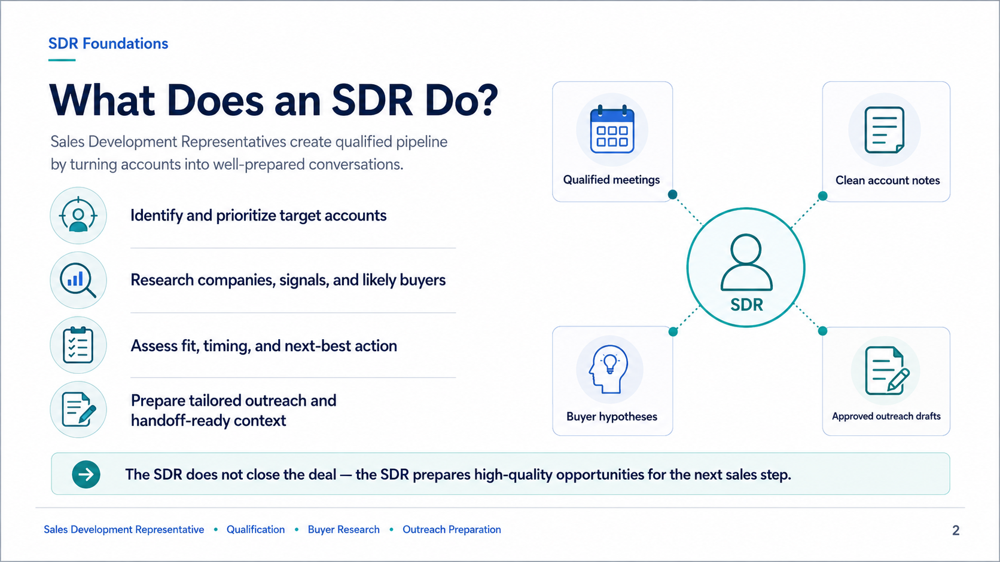 SDR Foundations
What Does an SDR Do?
Sales Development Representatives create qualified pipeline
by turning accounts into well-prepared conversations.
Identify and prioritize target accounts
Research companies, signals, and likely buyers
Assess fit, timing, and next-best action
Prepare tailored outreach and
handoff-ready context
Qualified meetings
Clean account notes
SDR
Buyer hypotheses
Approved outreach drafts
The SDR does not close the deal — the SDR prepares high-quality opportunities for the next sales step.
Sales Development Representative • Qualification • Buyer Research • Outreach Preparation
2